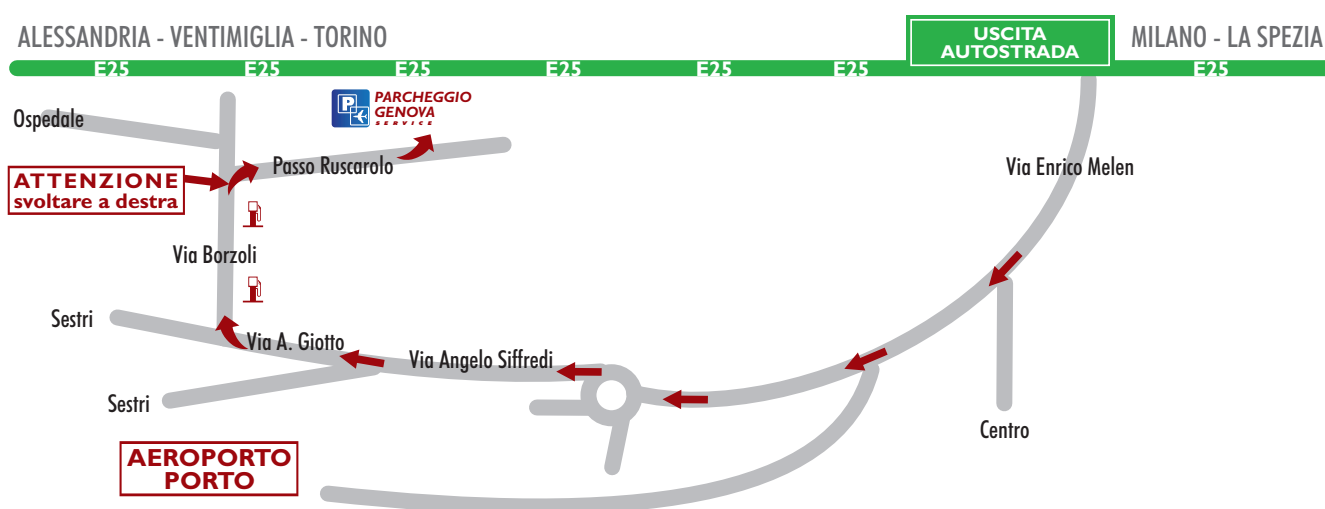 ALESSANDRIA - VENTIMIGLIA - TORINO
USCITA
AUTOSTRADA
MILANO - LA SPEZIA
E25 E25 E25 E25 E25 E25 E25
Ospedale
P
PARCHEGGIO
GENOVA
SERVICE
Passo Ruscarolo
Via Enrico Melen
ATTENZIONE
svoltare a destra
Via Borzoli
Sestri
Via A. Giotto
Via Angelo Siffredi
Sestri
Centro
AEROPORTO
PORTO